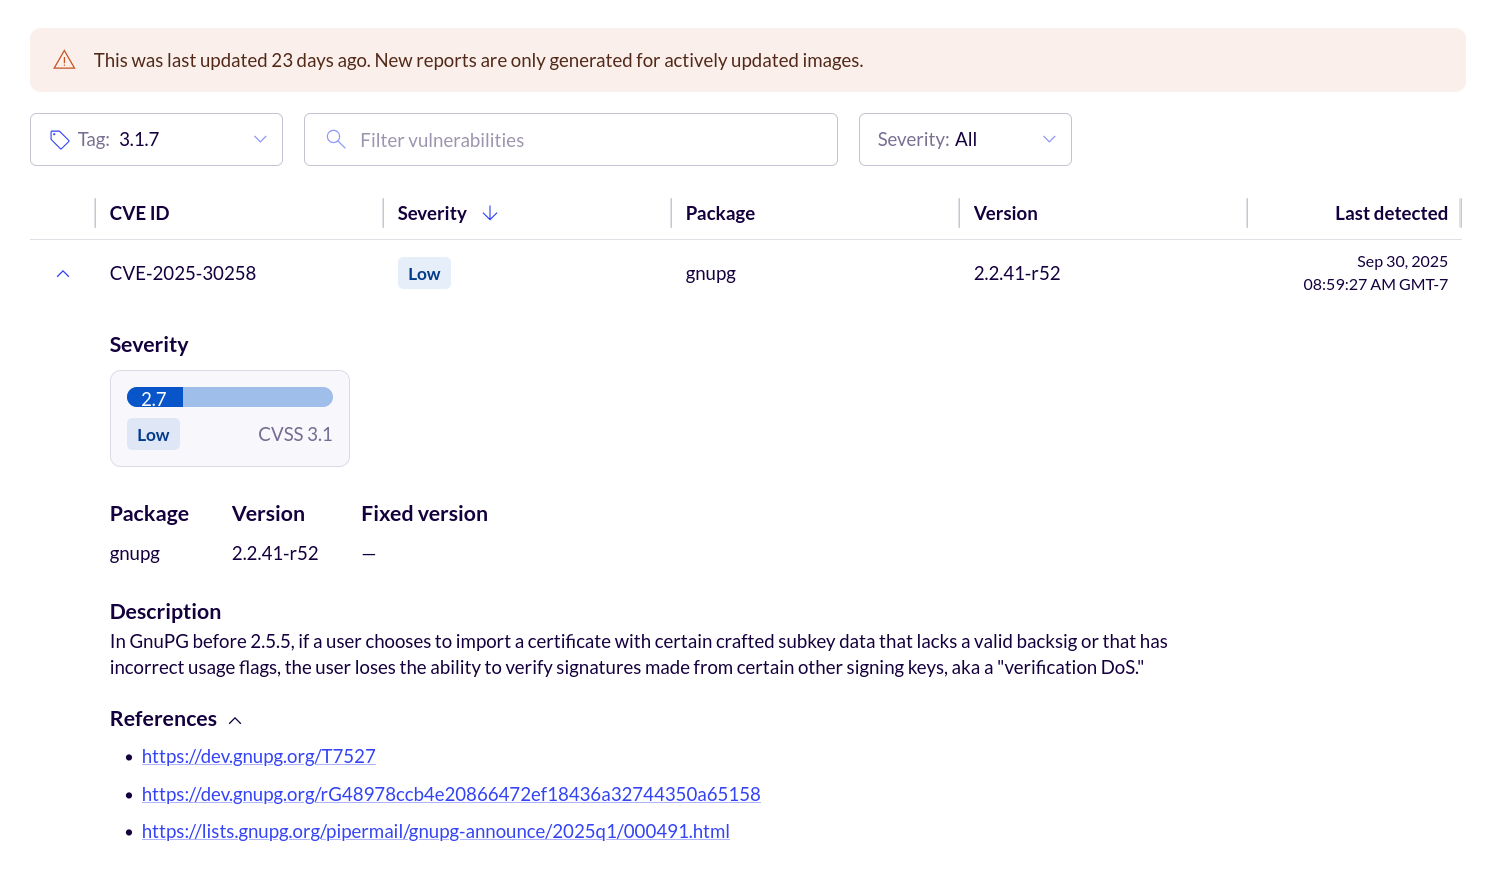 This was last updated 23 days ago. New reports are only generated for actively updated images.
Tag: 3.1.7
Filter vulnerabilities
Severity: All
CVE ID Severity Package Version Last detected
CVE-2025-30258 Low gnupg 2.2.41-r52 Sep 30, 2025
08:59:27 AM GMT-7
Severity
2.7
Low CVSS 3.1
Package Version Fixed version
gnupg 2.2.41-r52 —
Description
In GnuPG before 2.5.5, if a user chooses to import a certificate with certain crafted subkey data that lacks a valid backsig or that has
incorrect usage flags, the user loses the ability to verify signatures made from certain other signing keys, aka a "verification DoS."
References
• https://dev.gnupg.org/T7527
• https://dev.gnupg.org/rG48978ccb4e20866472ef18436a32744350a65158
• https://lists.gnupg.org/pipermail/gnupg-announce/2025q1/000491.html